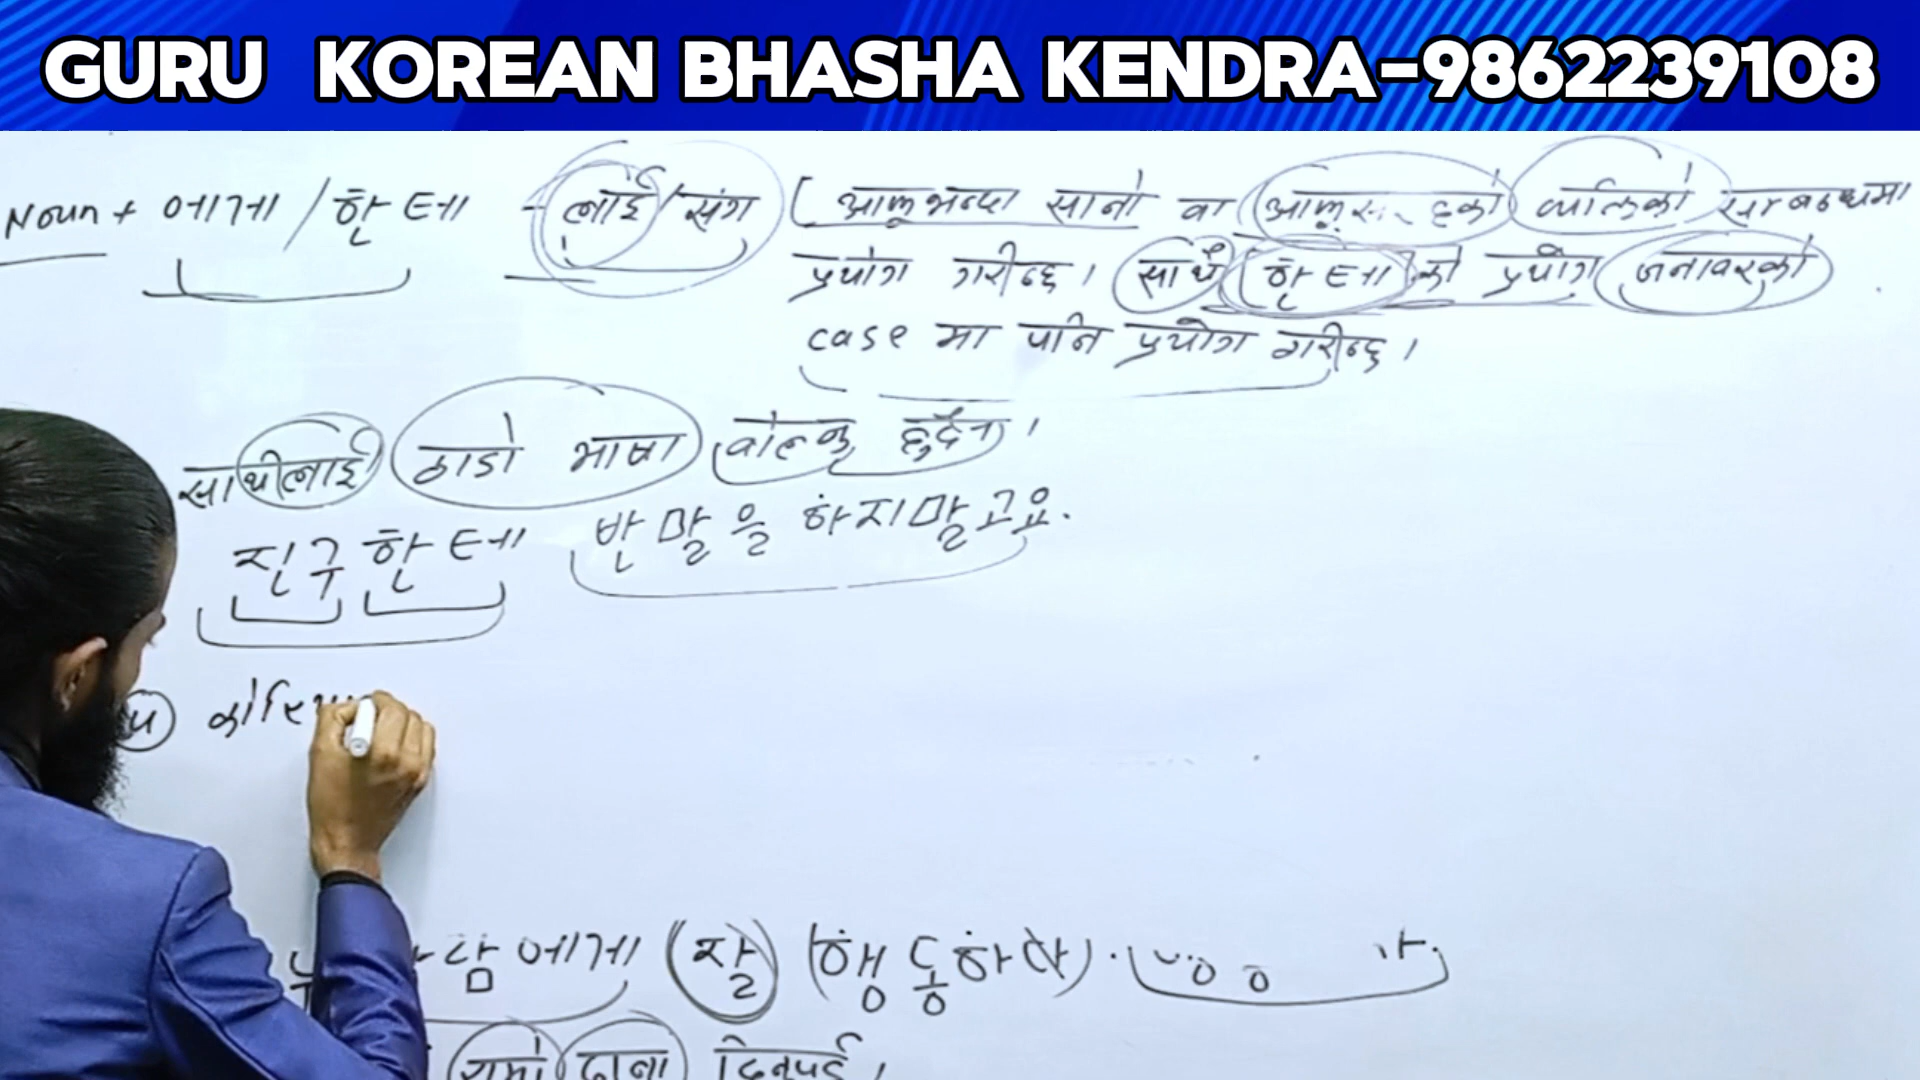 GURU KOREAN BHASHA KENDRA-9862239108
Noun + 에게 / 한테 - लाई / संग [ आफूभन्दा सानो वा आफूसरहको व्यक्तिको सम्बन्धमा
प्रयोग गरीन्छ। साथै [한테] को प्रयोग जनावरको
case मा पनि प्रयोग गरीन्छ।
साथीलाई ठाडो भाषा बोल्नु हुदैन।
친구한테 반말을 하지말고요.
कोरिया
에게 (잘) (행동하다).
दाना दिनुपर्छ।